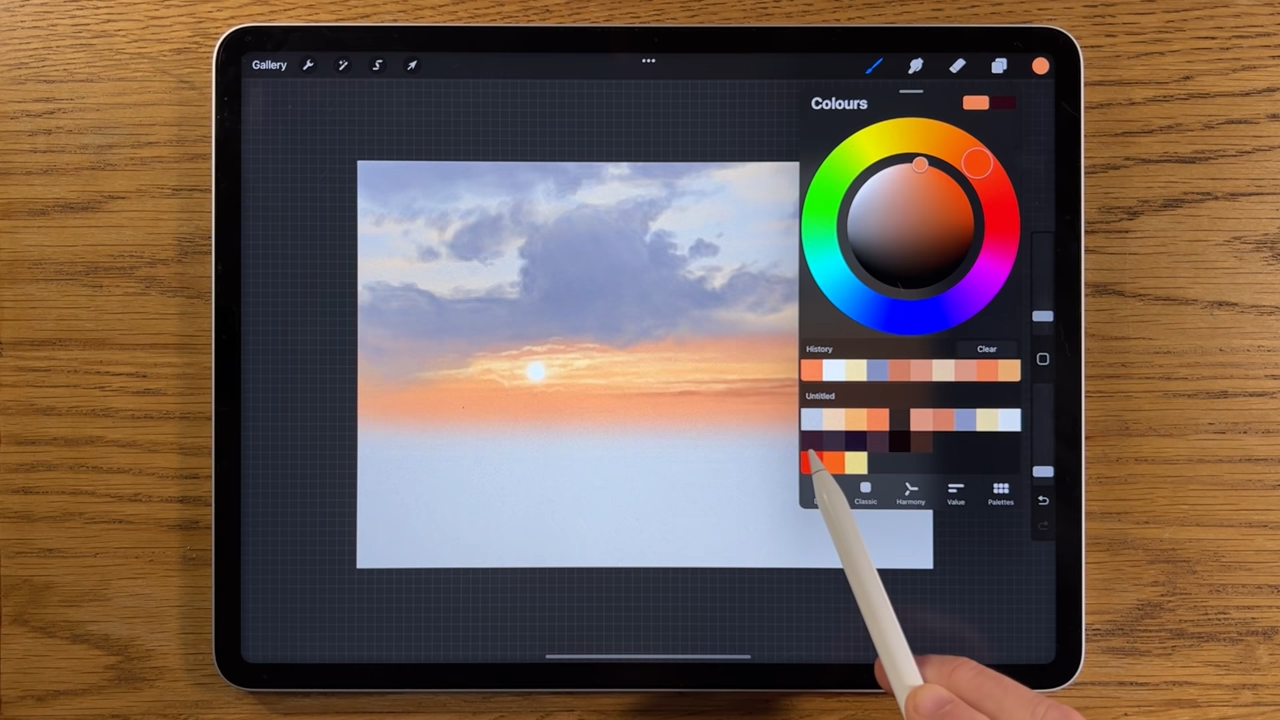 Gallery
Colours
History Clear
Untitled
Classic Harmony Value Palettes